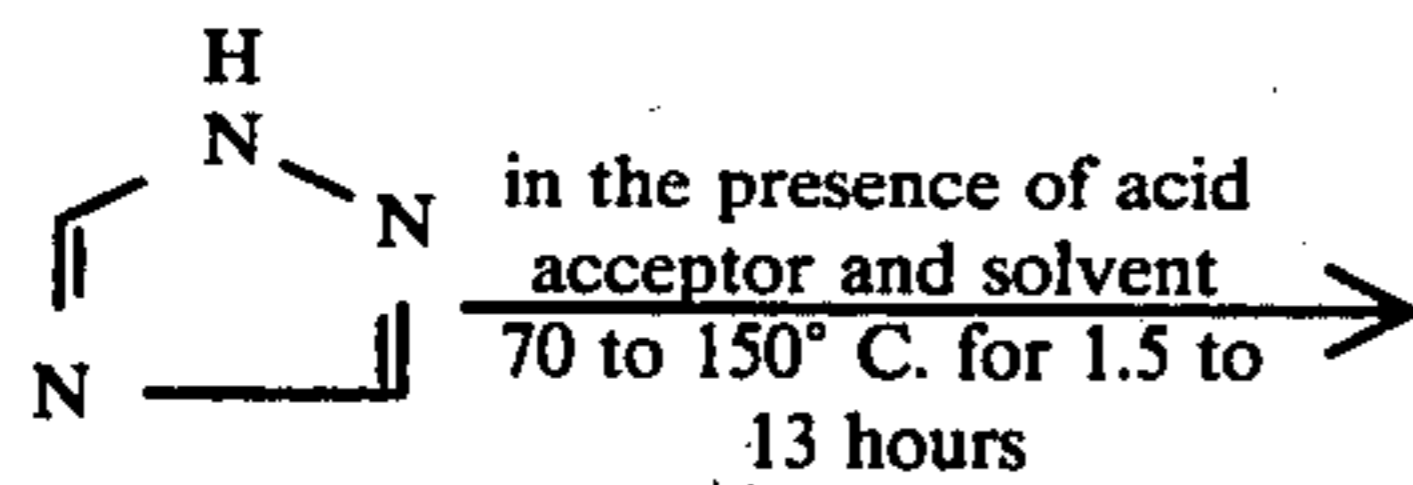 H
N
N
N
in the presence of acid
acceptor and solvent
70 to 150° C. for 1.5 to
13 hours